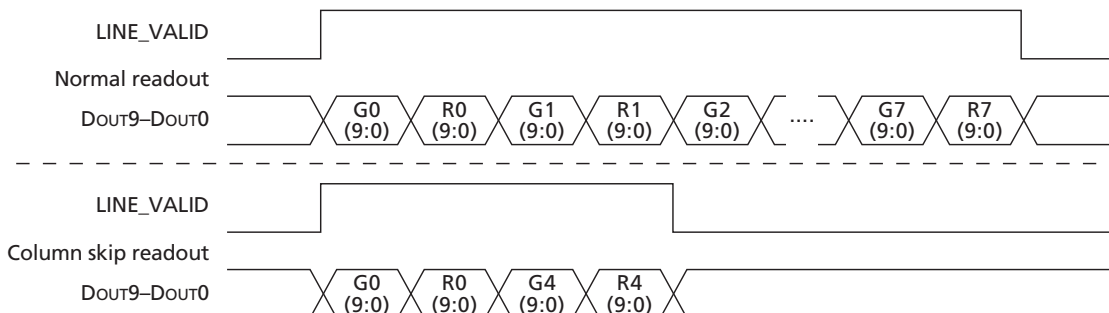 LINE_VALID
Normal readout
DOUT9–DOUT0
G0 R0 G1 R1 G2 .... G7 R7
(9:0) (9:0) (9:0) (9:0) (9:0) (9:0) (9:0)
LINE_VALID
Column skip readout
DOUT9–DOUT0
G0 R0 G4 R4
(9:0) (9:0) (9:0) (9:0)